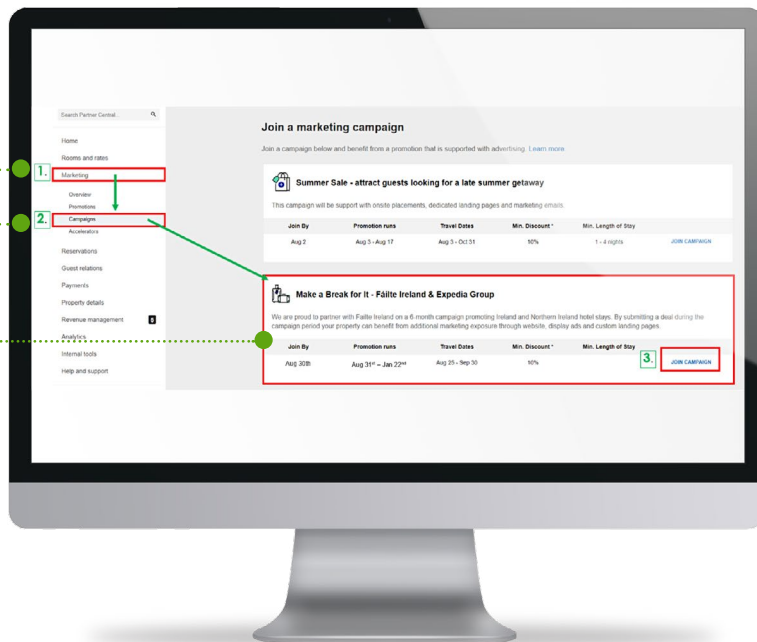 Search Partner Central...
Home
Rooms and rates
1.
Marketing
Overview
Promotions
2.
Campaigns
Accelerators
Reservations
Guest relations
Payments
Property details
Revenue management
Analytics
Internal tools
Help and support
Join a marketing campaign
Join a campaign below and benefit from a promotion that is supported with advertising. Learn more
Summer Sale - attract guests looking for a late summer getaway
This campaign will be support with onsite placements, dedicated landing pages and marketing emails
Join By Promotion runs Travel Dates Min. Discount * Min. Length of Stay
Aug 2 Aug 3 - Aug 17 Aug 3 - Oct 31 10% 1 - 4 nights JOIN CAMPAIGN
Make a Break for It - Fáilte Ireland & Expedia Group
We are proud to partner with Failte Ireland on a 6-month campaign promoting Ireland and Northern Ireland hotel stays. By submitting a deal during the
campaign period your property can benefit from additional marketing exposure through website, display ads and custom landing pages.
Join By Promotion runs Travel Dates Min. Discount * Min. Length of Stay
Aug 30th Aug 31st – Jan 22nd Aug 25 - Sep 30 10% 3. JOIN CAMPAIGN